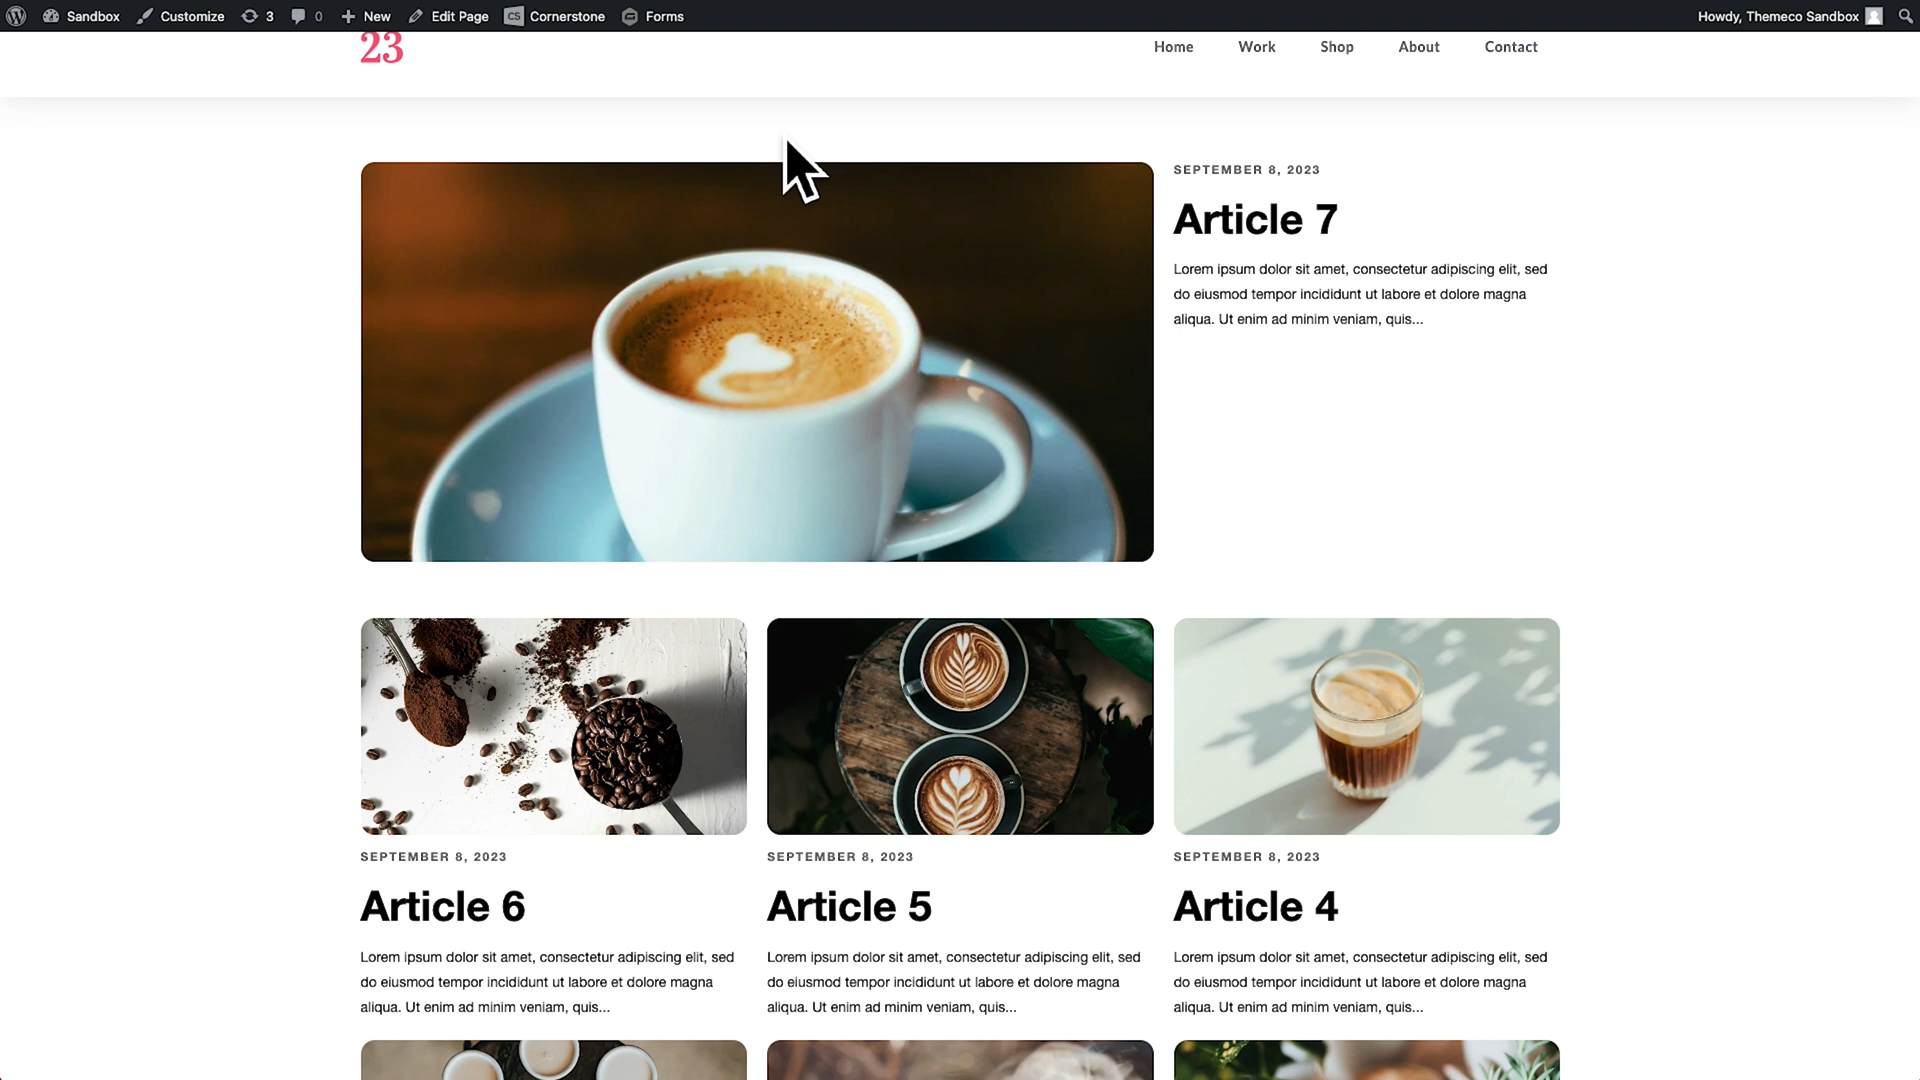 Sandbox Customize 3 0 New Edit Page CS Cornerstone Forms Howdy, Themeco Sandbox
23 Home Work Shop About Contact
SEPTEMBER 8, 2023
Article 7
Lorem ipsum dolor sit amet, consectetur adipiscing elit, sed
do eiusmod tempor incididunt ut labore et dolore magna
aliqua. Ut enim ad minim veniam, quis...
SEPTEMBER 8, 2023
Article 6
Lorem ipsum dolor sit amet, consectetur adipiscing elit, sed
do eiusmod tempor incididunt ut labore et dolore magna
aliqua. Ut enim ad minim veniam, quis...
SEPTEMBER 8, 2023
Article 5
Lorem ipsum dolor sit amet, consectetur adipiscing elit, sed
do eiusmod tempor incididunt ut labore et dolore magna
aliqua. Ut enim ad minim veniam, quis...
SEPTEMBER 8, 2023
Article 4
Lorem ipsum dolor sit amet, consectetur adipiscing elit, sed
do eiusmod tempor incididunt ut labore et dolore magna
aliqua. Ut enim ad minim veniam, quis...